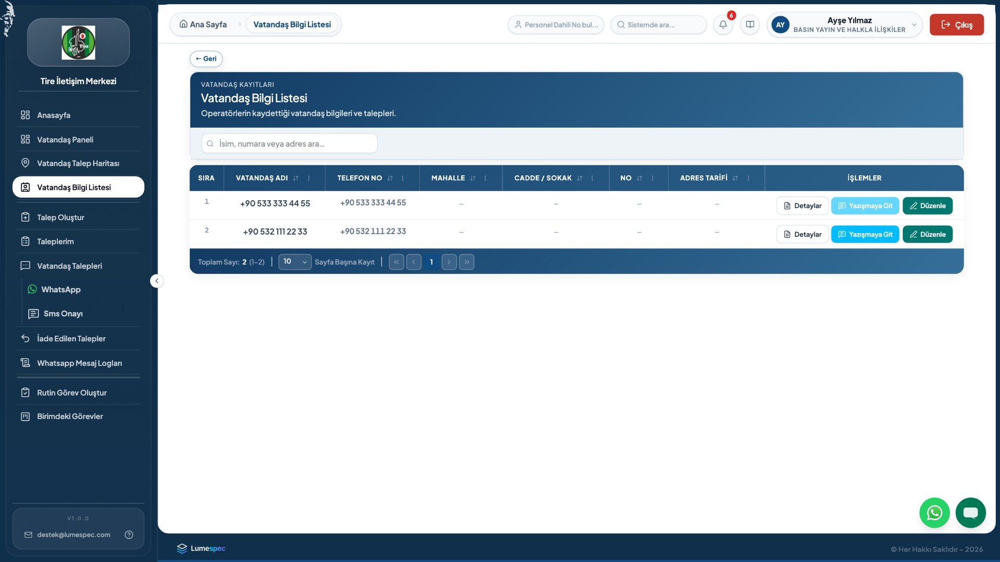 Ana Sayfa
Vatandaş Bilgi Listesi
Personel Dahili No bul...
Sistemde ara...
6
AY
Ayşe Yılmaz
BASIN YAYIN VE HALKLA İLİŞKİLER
Çıkış
TİRE
Tire İletişim Merkezi
Anasayfa
Vatandaş Paneli
Vatandaş Talep Haritası
Vatandaş Bilgi Listesi
Talep Oluştur
Taleplerim
Vatandaş Talepleri
WhatsApp
Sms Onayı
İade Edilen Talepler
Whatsapp Mesaj Logları
Rutin Görev Oluştur
Birimdeki Görevler
V1.0.0
destek@lumespec.com
← Geri
VATANDAŞ KAYITLARI
Vatandaş Bilgi Listesi
Operatörlerin kaydettiği vatandaş bilgileri ve talepleri.
İsim, numara veya adres ara...
SIRA VATANDAŞ ADI TELEFON NO MAHALLE CADDE / SOKAK NO ADRES TARİFİ İŞLEMLER
1 +90 533 333 44 55 +90 533 333 44 55 – – – – Detaylar Yazışmaya Git Düzenle
2 +90 532 111 22 33 +90 532 111 22 33 – – – – Detaylar Yazışmaya Git Düzenle
Toplam Sayı: 2 (1–2) | 10 Sayfa Başına Kayıt | « ‹ 1 › »
Lumespec
© Her Hakkı Saklıdır – 2026